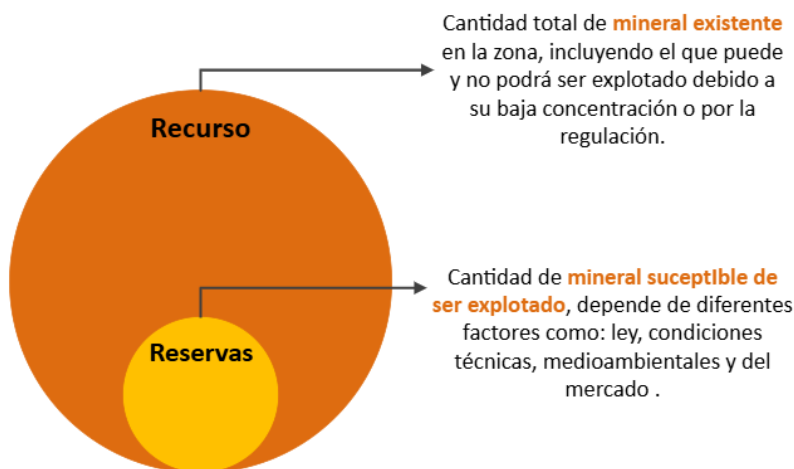 Cantidad total de mineral existente
en la zona, incluyendo el que puede
y no podrá ser explotado debido a
su baja concentración o por la
regulación.
Recurso
Cantidad de mineral suceptIble de
ser explotado, depende de diferentes
factores como: ley, condiciones
técnicas, medioambientales y del
mercado .
Reservas